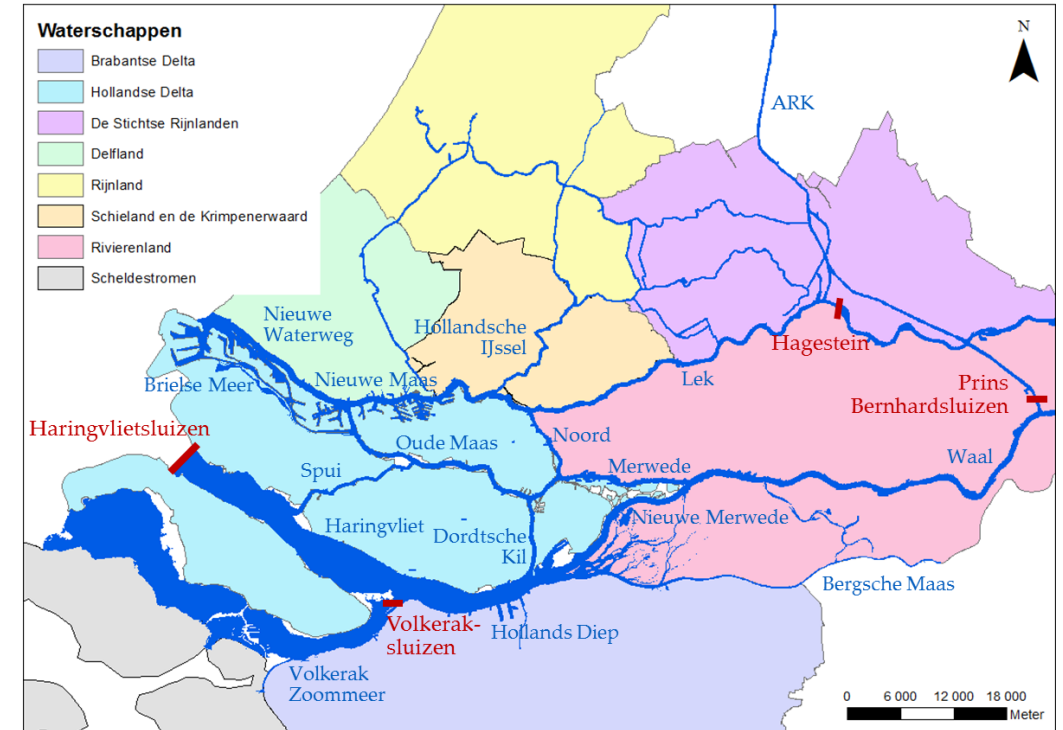 Waterschappen
Brabantse Delta
Hollandse Delta
De Stichtse Rijnlanden
Delfland
Rijnland
Schieland en de Krimpenerwaard
Rivierenland
Scheldestromen
N
ARK
Nieuwe
Waterweg
Hollandsche
IJssel
Hagestein
Brielse Meer
Nieuwe Maas
Lek
Prins
Bernhardsluizen
Haringvlietsluizen
Oude Maas
Noord
Spui
Merwede
Waal
Haringvliet
Dordtsche
Kil
Nieuwe Merwede
Bergsche Maas
Volkerak-
sluizen
Hollands Diep
Volkerak
Zoommeer
0 6 000 12 000 18 000
Meter